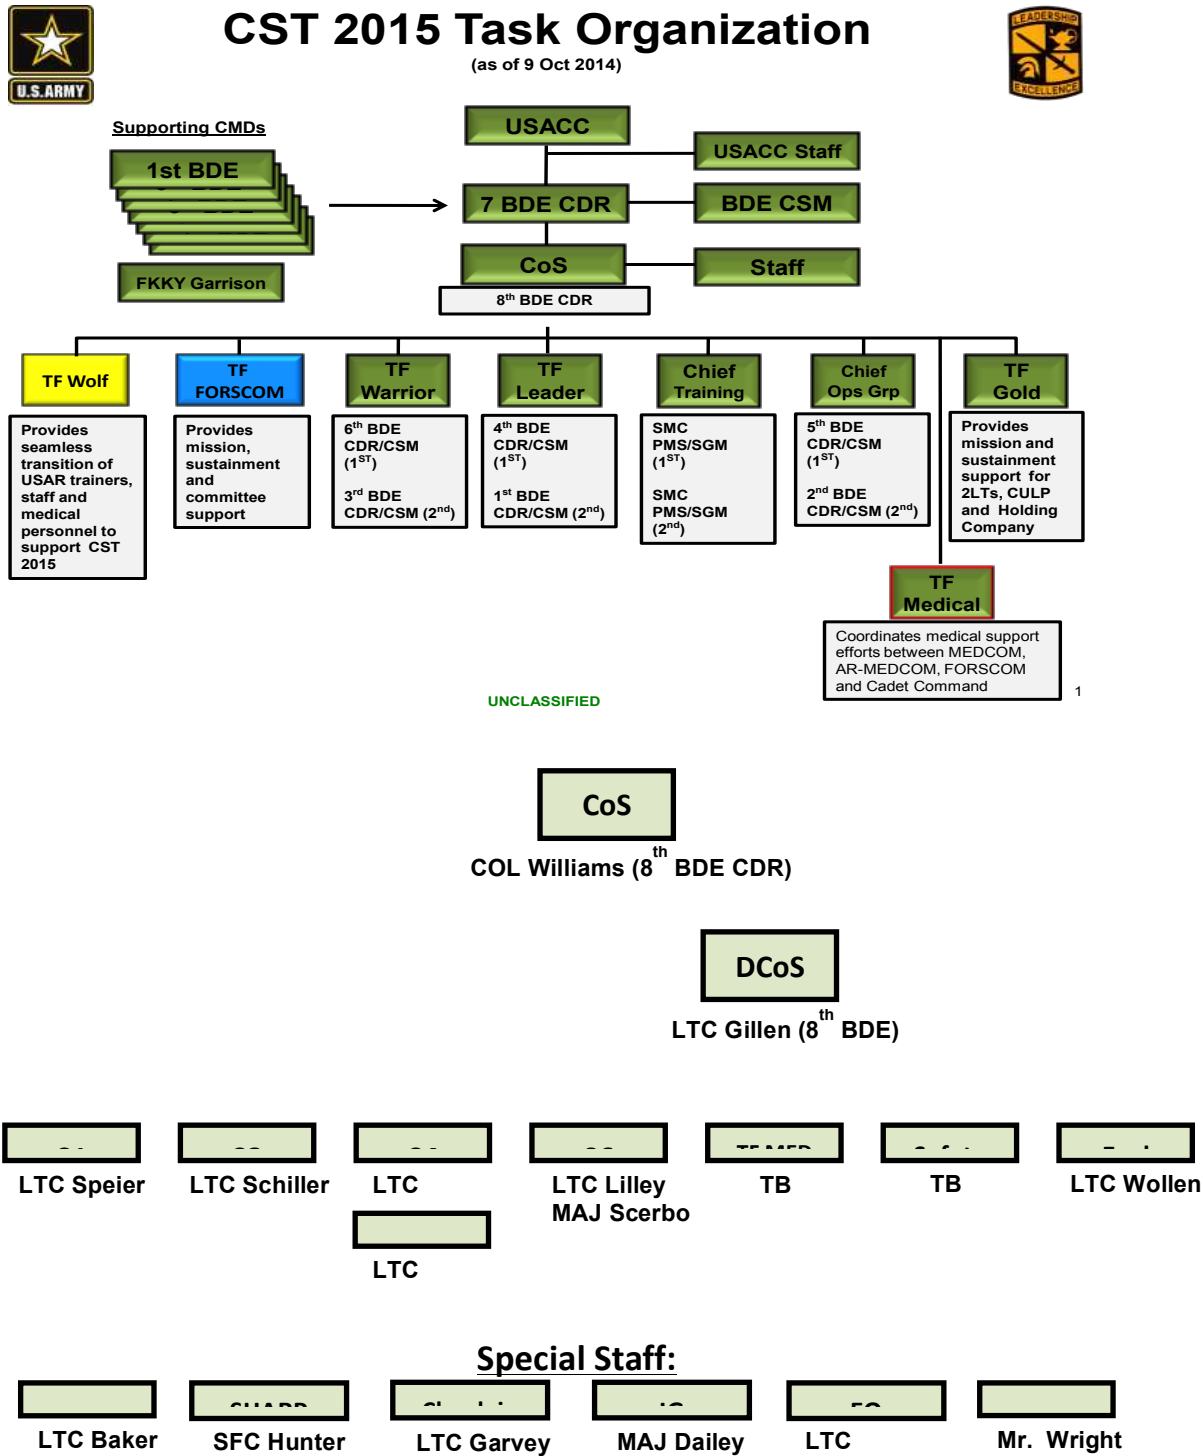 CST 2015 Task Organization
(as of 9 Oct 2014)
U.S.ARMY
LEADERSHIP
EXCELLENCE
Supporting CMDs
1st BDE
FKKY Garrison
USACC
USACC Staff
7 BDE CDR
BDE CSM
CoS
Staff
8th BDE CDR
TF Wolf
Provides
seamless
transition of
USAR trainers,
staff and
medical
personnel to
support CST
2015
TF
FORSCOM
Provides
mission,
sustainment
and
committee
support
TF
Warrior
6th BDE
CDR/CSM
(1ST)
3rd BDE
CDR/CSM (2nd)
TF
Leader
4th BDE
CDR/CSM
(1ST)
1st BDE
CDR/CSM (2nd)
Chief
Training
SMC
PMS/SGM
(1ST)
SMC
PMS/SGM
(2nd)
Chief
Ops Grp
5th BDE
CDR/CSM
(1ST)
2nd BDE
CDR/CSM (2nd)
TF
Gold
Provides
mission and
sustainment
support for
2LTs, CULP
and Holding
Company
TF
Medical
Coordinates medical support
efforts between MEDCOM,
AR-MEDCOM, FORSCOM
and Cadet Command
1
UNCLASSIFIED
CoS
COL Williams (8th BDE CDR)
DCoS
LTC Gillen (8th BDE)
TF MED
LTC Speier
LTC Schiller
LTC
LTC Lilley
MAJ Scerbo
TB
TB
LTC Wollen
LTC
Special Staff:
SHARP
LTC Baker
SFC Hunter
LTC Garvey
MAJ Dailey
LTC
Mr. Wright